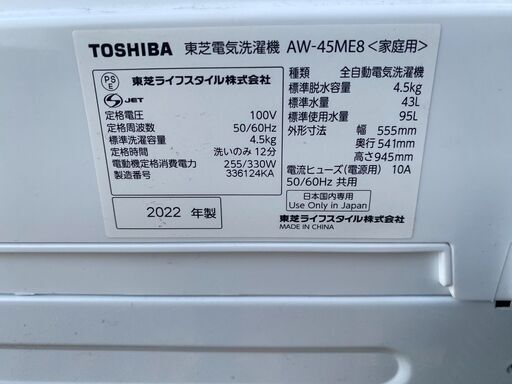 TOSHIBA 東芝電気洗濯機 AW-45ME8<家庭用>
PS
E
JET
東芝ライフスタイル株式会社
定格電圧 100V
定格周波数 50/60Hz
標準洗濯容量 4.5kg
定格時間 洗いのみ 12分
電動機定格消費電力 255/330W
製造番号 336124KA
2022 年製
種類 全自動電気洗濯機
標準脱水容量 4.5kg
標準水量 43L
標準使用水量 95L
外形寸法 幅 555mm
奥行 541mm
高さ 945mm
電流ヒューズ(電源用) 10A
50/60Hz 共用
日本国内専用
Use Only in Japan
東芝ライフスタイル株式会社
MADE IN CHINA